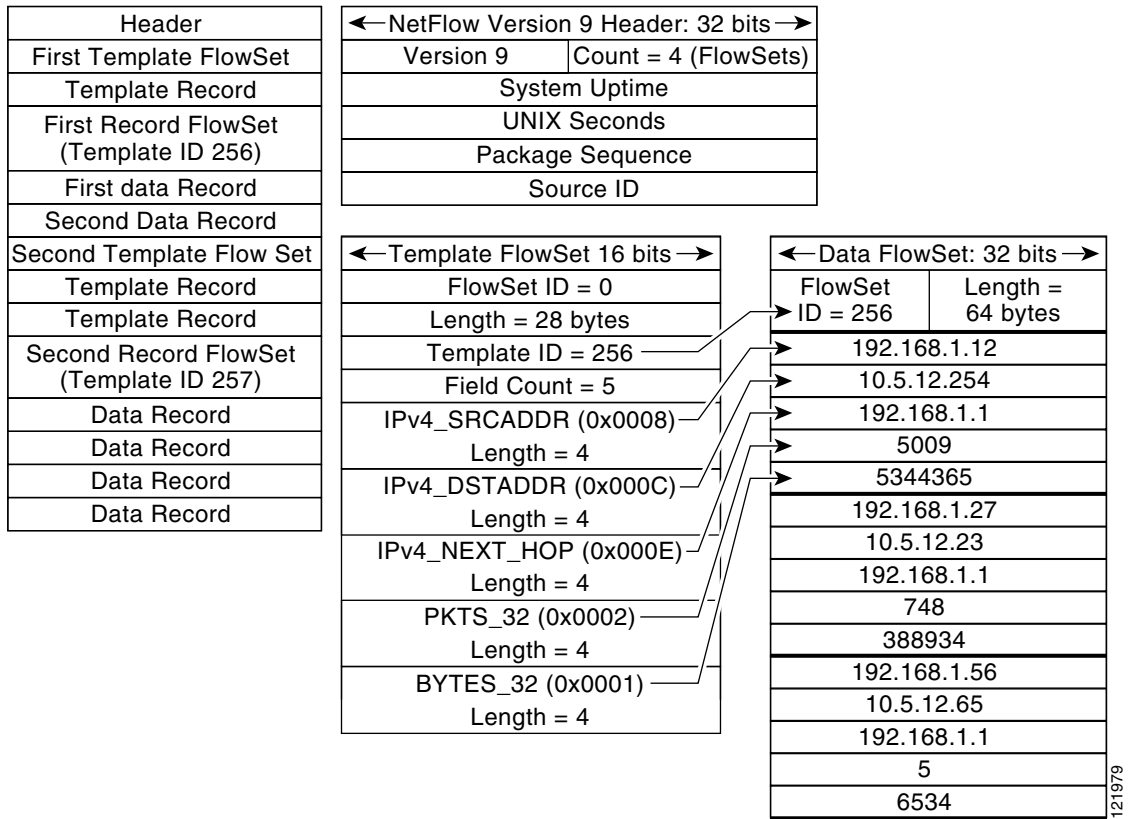 Header
First Template FlowSet
Template Record
First Record FlowSet
(Template ID 256)
First data Record
Second Data Record
Second Template Flow Set
Template Record
Template Record
Second Record FlowSet
(Template ID 257)
Data Record
Data Record
Data Record
Data Record
NetFlow Version 9 Header: 32 bits
Version 9
Count = 4 (FlowSets)
System Uptime
UNIX Seconds
Package Sequence
Source ID
Template FlowSet 16 bits
FlowSet ID = 0
Length = 28 bytes
Template ID = 256
Field Count = 5
IPv4_SRCADDR (0x0008)
Length = 4
IPv4_DSTADDR (0x000C)
Length = 4
IPv4_NEXT_HOP (0x000E)
Length = 4
PKTS_32 (0x0002)
Length = 4
BYTES_32 (0x0001)
Length = 4
Data FlowSet: 32 bits
FlowSet
ID = 256
Length =
64 bytes
192.168.1.12
10.5.12.254
192.168.1.1
5009
5344365
192.168.1.27
10.5.12.23
192.168.1.1
748
388934
192.168.1.56
10.5.12.65
192.168.1.1
5
6534
121979